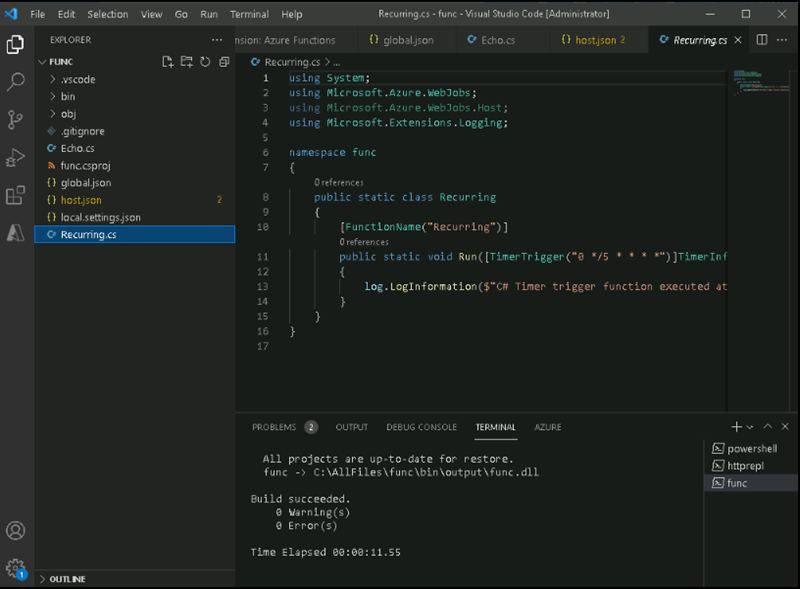 File Edit Selection View Go Run Terminal Help Recurring.cs - func - Visual Studio Code [Administrator]
EXPLORER ...
nsion: Azure Functions {} global.json Echo.cs {} host.json 2 Recurring.cs
FUNC
Recurring.cs > ...
.vscode
bin
obj
.gitignore
Echo.cs
func.csproj
{} global.json
{} host.json 2
{} local.settings.json
Recurring.cs
1 using System;
2 using Microsoft.Azure.WebJobs;
3 using Microsoft.Azure.WebJobs.Host;
4 using Microsoft.Extensions.Logging;
5
6 namespace func
7 {
0 references
8 public static class Recurring
9 {
10 [FunctionName("Recurring")]
0 references
11 public static void Run([TimerTrigger("0 */5 * * * *")]TimerInf
12 {
13 log.LogInformation($"C# Timer trigger function executed at
14 }
15 }
16 }
17
PROBLEMS 2 OUTPUT DEBUG CONSOLE TERMINAL AZURE
All projects are up-to-date for restore.
func -> C:\AllFiles\func\bin\output\func.dll
Build succeeded.
0 Warning(s)
0 Error(s)
Time Elapsed 00:00:11.55
powershell
httprepl
func
1
OUTLINE